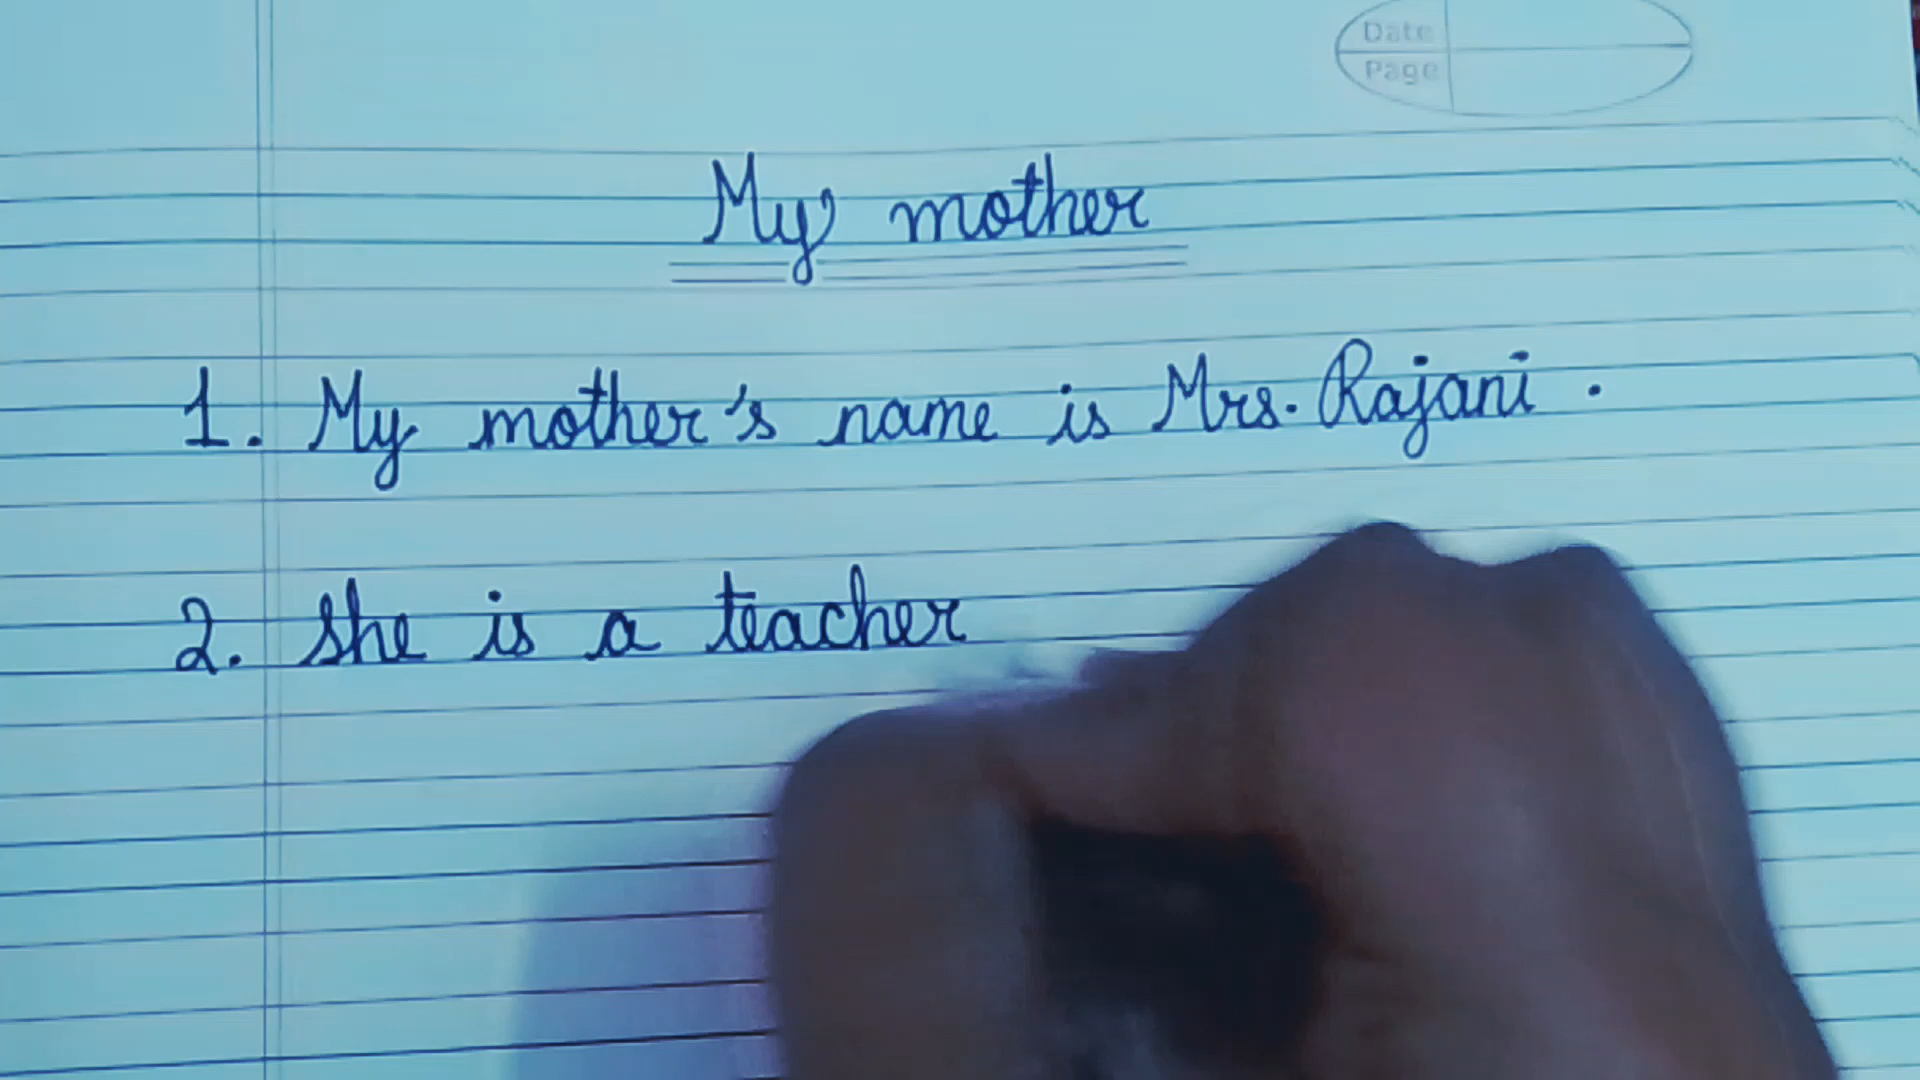 Date
Page
My mother
1. My mother's name is Mrs. Rajani .
2. She is a teacher